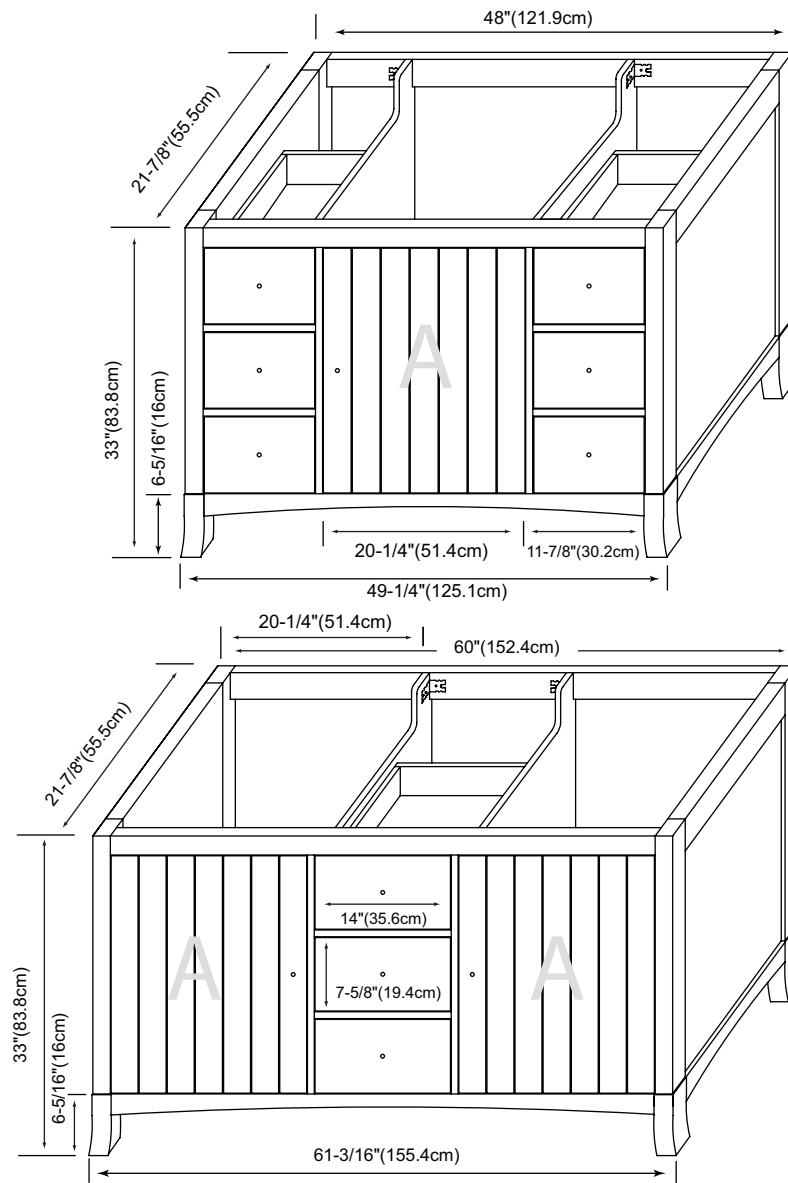 48"(121.9cm)
21-7/8"(55.5cm)
33"(83.8cm)
6-5/16"(16cm)
A
20-1/4"(51.4cm)
11-7/8"(30.2cm)
49-1/4"(125.1cm)
20-1/4"(51.4cm)
60"(152.4cm)
21-7/8"(55.5cm)
14"(35.6cm)
A
A
7-5/8"(19.4cm)
33"(83.8cm)
6-5/16"(16cm)
61-3/16"(155.4cm)